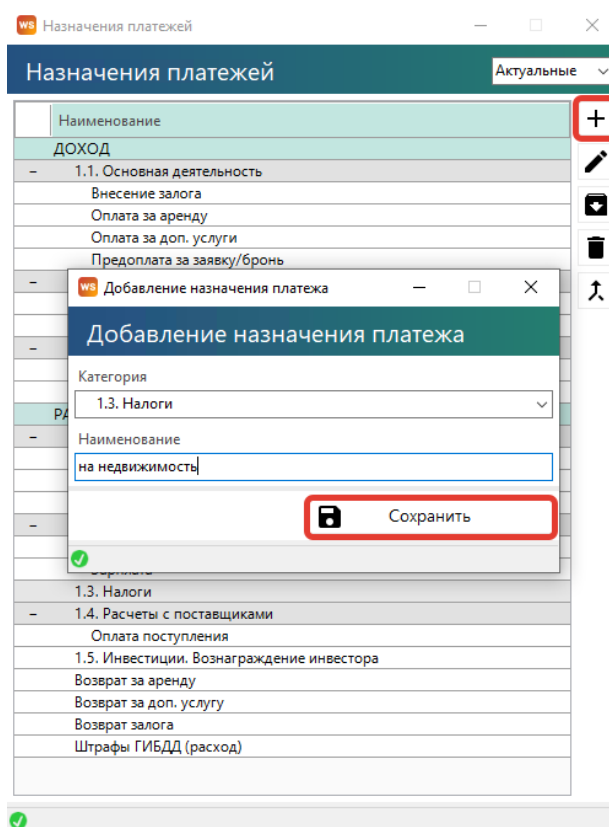 WS Назначения платежей
Назначения платежей
Актуальные
Наименование
ДОХОД
1.1. Основная деятельность
Внесение залога
Оплата за аренду
Оплата за доп. услуги
Предоплата за заявку/бронь
WS Добавление назначения платежа
Добавление назначения платежа
Категория
1.3. Налоги
Наименование
на недвижимость
Сохранить
1.3. Налоги
1.4. Расчеты с поставщиками
Оплата поступления
1.5. Инвестиции. Вознаграждение инвестора
Возврат за аренду
Возврат за доп. услугу
Возврат залога
Штрафы ГИБДД (расход)